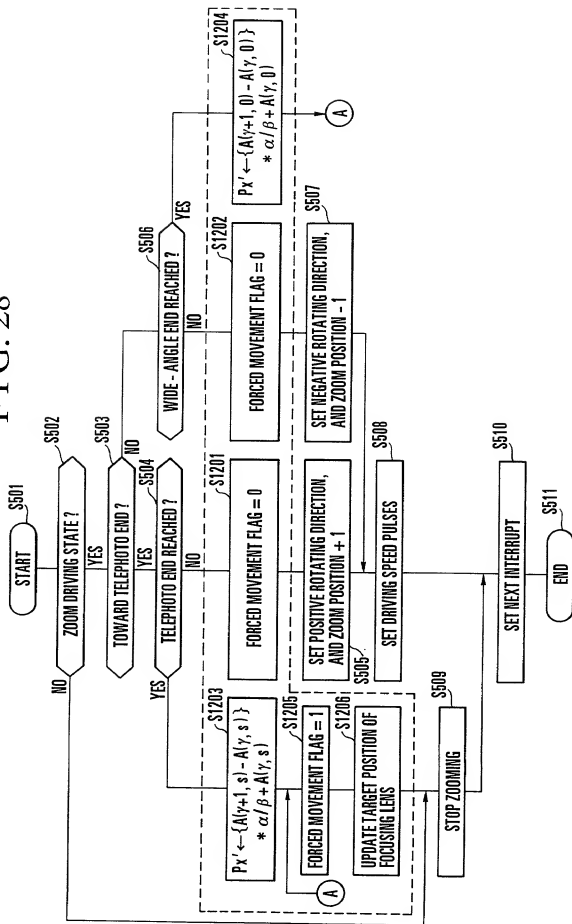 FIG. 28
S501
START
S502
ZOOM DRIVING STATE ?
NO
YES
S503
TOWARD TELEPHOTO END ?
NO
YES
S504
TELEPHOTO END REACHED ?
YES
NO
S506
WIDE - ANGLE END REACHED ?
YES
NO
S1203
Px' ← {A(γ+1, s) – A(γ, s)}
* α/β + A(γ, s)
S1201
FORCED MOVEMENT FLAG = 0
S1202
FORCED MOVEMENT FLAG = 0
S1204
Px' ← {A(γ+1, 0) – A(γ, 0)}
* α/β + A(γ, 0)
A
A
S1205
FORCED MOVEMENT FLAG = 1
S1206
UPDATE TARGET POSITION OF
FOCUSING LENS
S505
SET POSITIVE ROTATING DIRECTION,
AND ZOOM POSITION + 1
S507
SET NEGATIVE ROTATING DIRECTION,
AND ZOOM POSITION - 1
S508
SET DRIVING SPEED PULSES
S509
STOP ZOOMING
S510
SET NEXT INTERRUPT
S511
END